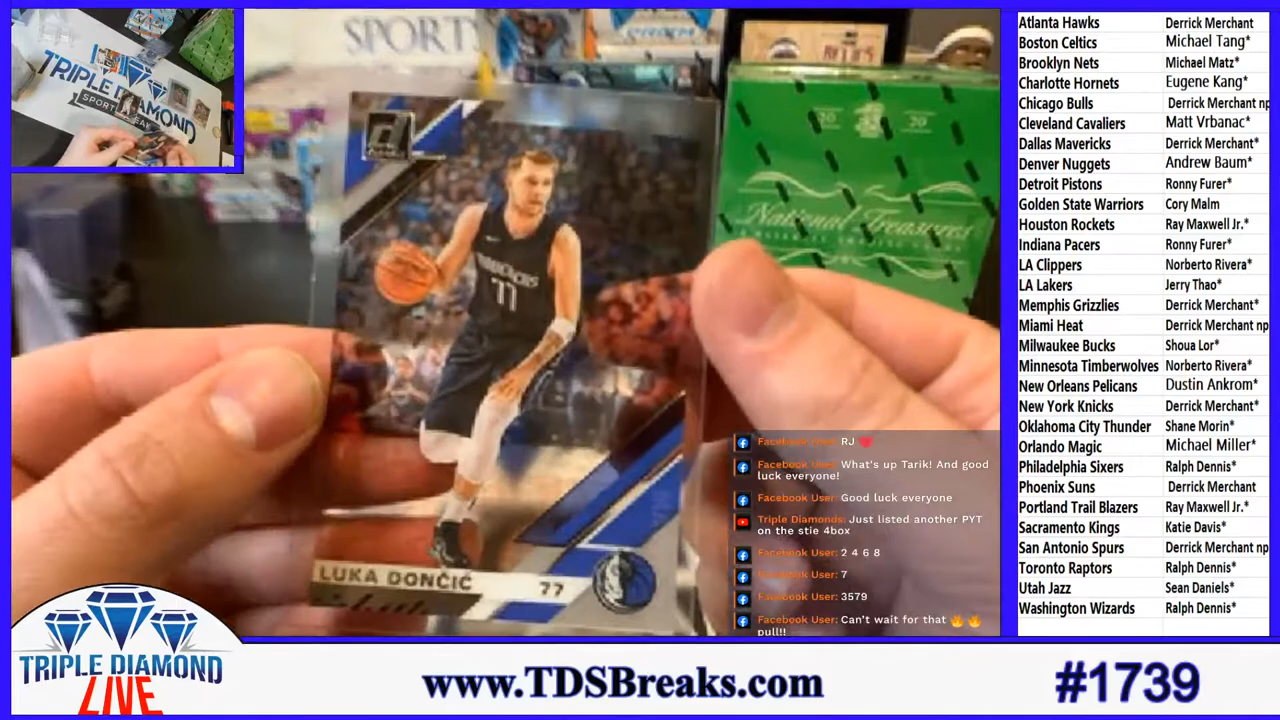 TRIPLE DIAMOND
SPORTS BREAKS
SPORTS
National Treasures
20 20
MAVERICKS
77
LUKA DONČIĆ
77
Facebook User: RJ ❤️
Facebook User: What's up Tarik! And good
luck everyone!
Facebook User: Good luck everyone
Triple Diamonds: Just listed another PYT
on the stie 4box
Facebook User: 2 4 6 8
Facebook User: 7
Facebook User: 3579
Facebook User: Can't wait for that 🔥🔥
pull!!
Atlanta Hawks Derrick Merchant
Boston Celtics Michael Tang*
Brooklyn Nets Michael Matz*
Charlotte Hornets Eugene Kang*
Chicago Bulls Derrick Merchant np
Cleveland Cavaliers Matt Vrbanac*
Dallas Mavericks Derrick Merchant*
Denver Nuggets Andrew Baum*
Detroit Pistons Ronny Furer*
Golden State Warriors Cory Malm
Houston Rockets Ray Maxwell Jr.*
Indiana Pacers Ronny Furer*
LA Clippers Norberto Rivera*
LA Lakers Jerry Thao*
Memphis Grizzlies Derrick Merchant*
Miami Heat Derrick Merchant np
Milwaukee Bucks Shoua Lor*
Minnesota Timberwolves Norberto Rivera*
New Orleans Pelicans Dustin Ankrom*
New York Knicks Derrick Merchant*
Oklahoma City Thunder Shane Morin*
Orlando Magic Michael Miller*
Philadelphia Sixers Ralph Dennis*
Phoenix Suns Derrick Merchant
Portland Trail Blazers Ray Maxwell Jr.*
Sacramento Kings Katie Davis*
San Antonio Spurs Derrick Merchant np
Toronto Raptors Ralph Dennis*
Utah Jazz Sean Daniels*
Washington Wizards Ralph Dennis*
TRIPLE DIAMOND
LIVE
www.TDSBreaks.com
#1739